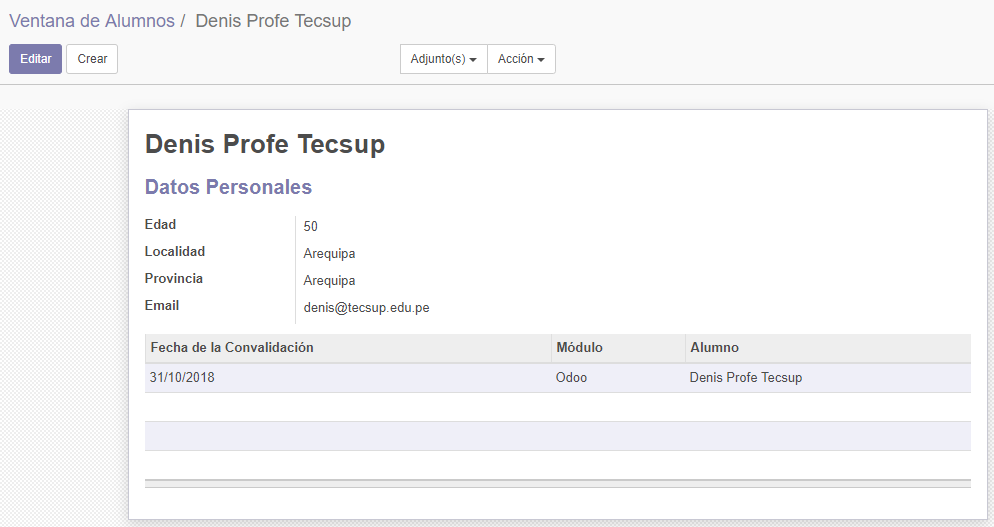 Ventana de Alumnos / Denis Profe Tecsup
Editar Crear Adjunto(s) Acción
Denis Profe Tecsup
Datos Personales
Edad 50
Localidad Arequipa
Provincia Arequipa
Email denis@tecsup.edu.pe
Fecha de la Convalidación Módulo Alumno
31/10/2018 Odoo Denis Profe Tecsup